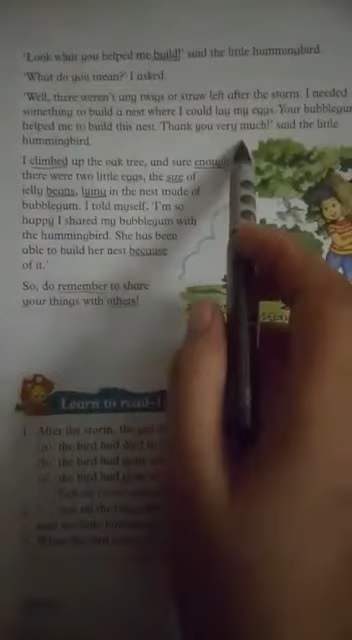 'Look what you helped me build!' said the little hummingbird.
'What do you mean?' I asked.
'Well, there weren't any twigs or straw left after the storm. I needed
something to build a nest where I could lay my eggs. Your bubblegum
helped me to build this nest. Thank you very much!' said the little
hummingbird.
I climbed up the oak tree, and sure enough
there were two little eggs, the size of
jelly beans, lying in the nest made of
bubblegum. I told myself, 'I'm so
happy I shared my bubblegum with
the hummingbird. She has been
able to build her nest because
of it.'
So, do remember to share
your things with others!
Learn to read-1
1. After the storm, the
(a) the bird had died
(b) the bird had gone
the bird had